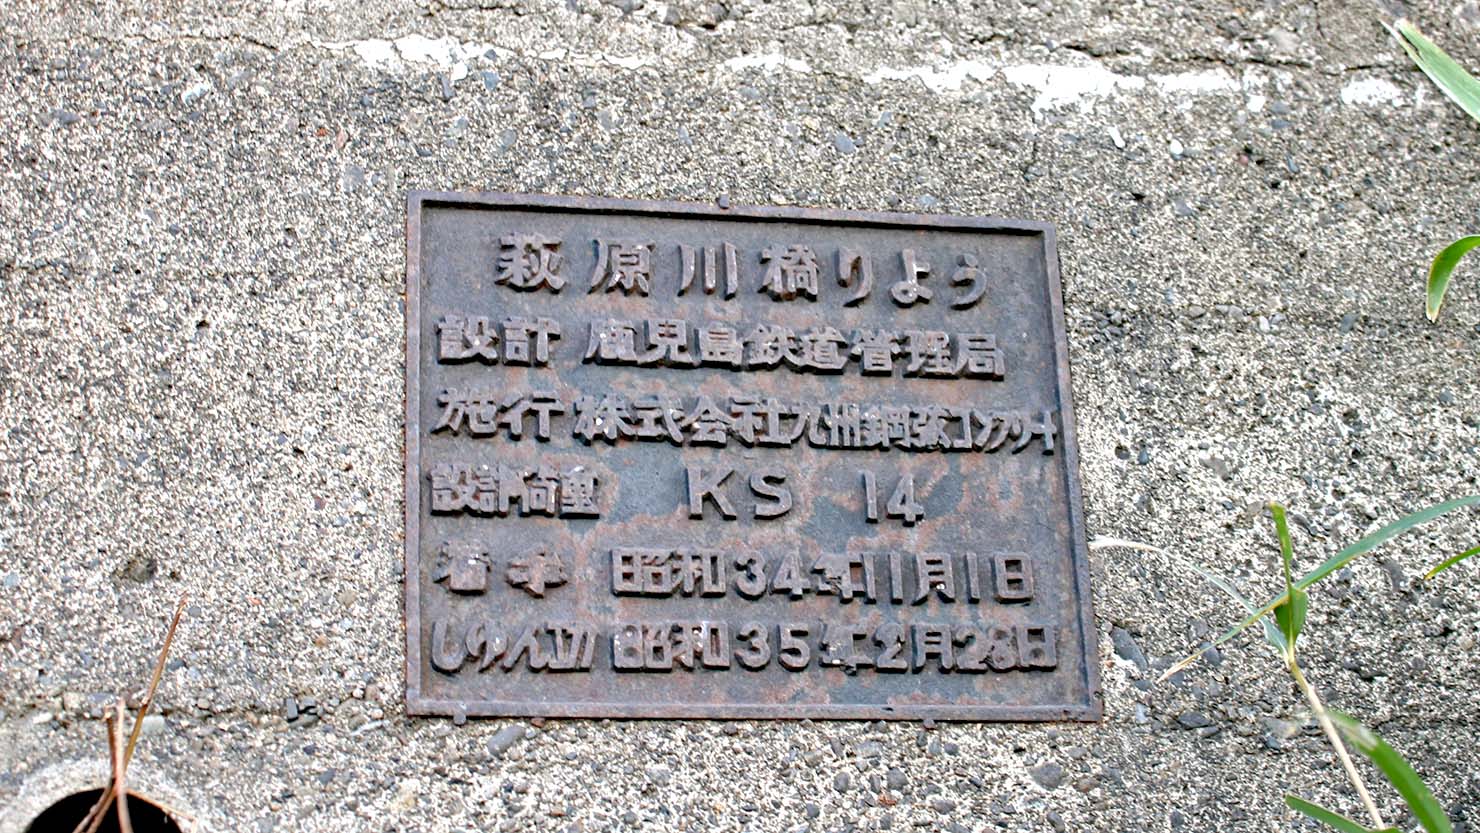 萩原川橋りよう
設計 鹿児島鉄道管理局
施行 株式会社九州鋼弦コンクリート
設計荷重 KS 14
着手 昭和34年11月1日
しゆん功 昭和35年2月28日